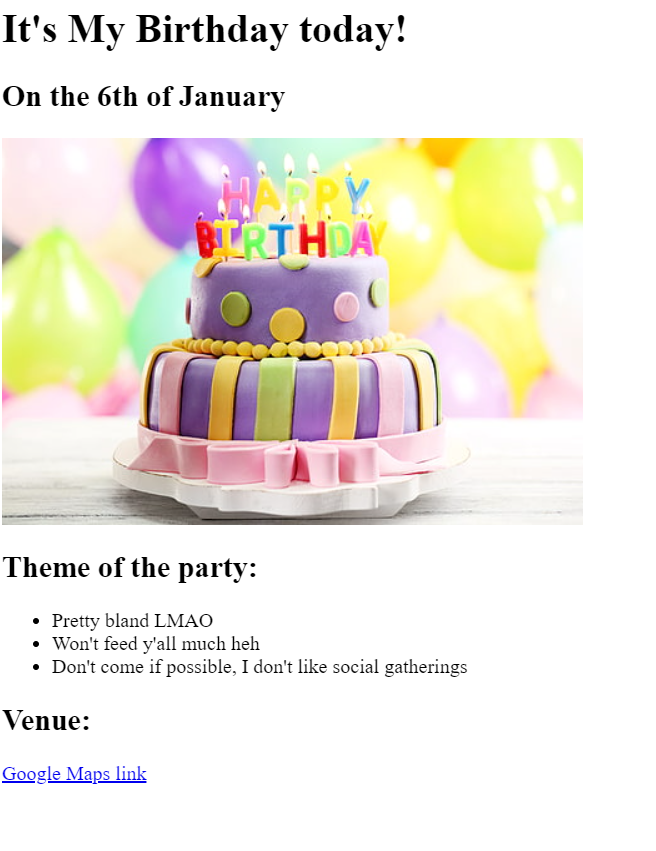 It's My Birthday today!
On the 6th of January
HAPPY
BIRTHDAY
Theme of the party:
Pretty bland LMAO
Won't feed y'all much heh
Don't come if possible, I don't like social gatherings
Venue:
Google Maps link